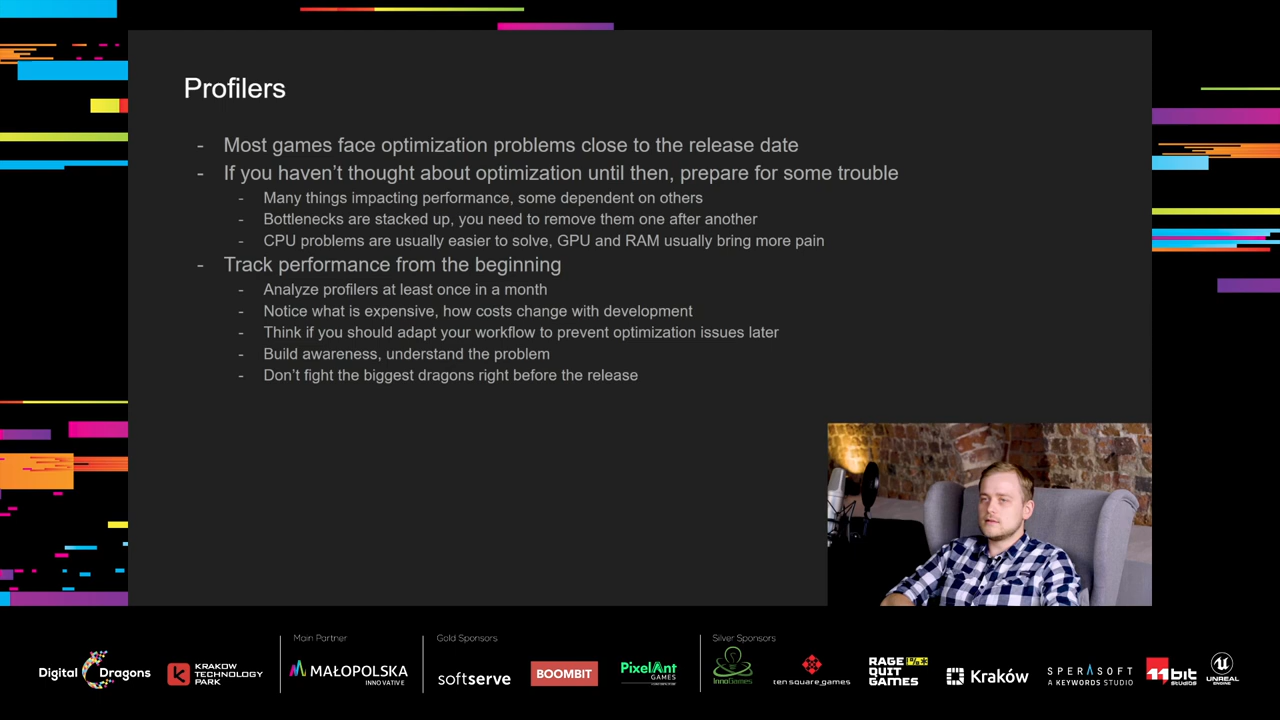 Profilers
- Most games face optimization problems close to the release date
- If you haven't thought about optimization until then, prepare for some trouble
- Many things impacting performance, some dependent on others
- Bottlenecks are stacked up, you need to remove them one after another
- CPU problems are usually easier to solve, GPU and RAM usually bring more pain
- Track performance from the beginning
- Analyze profilers at least once in a month
- Notice what is expensive, how costs change with development
- Think if you should adapt your workflow to prevent optimization issues later
- Build awareness, understand the problem
- Don't fight the biggest dragons right before the release
Main Partner
Gold Sponsors
Silver Sponsors
Digital Dragons
KRAKOW
TECHNOLOGY
PARK
MAŁOPOLSKA
INNOVATIVE
softserve
BOOMBIT
PixelAnt
GAMES
InnoGames
ten square games
RAGE
QUIT
GAMES
Kraków
SPERASOFT
A KEYWORDS STUDIO
11bit
STUDIOS
UNREAL
ENGINE